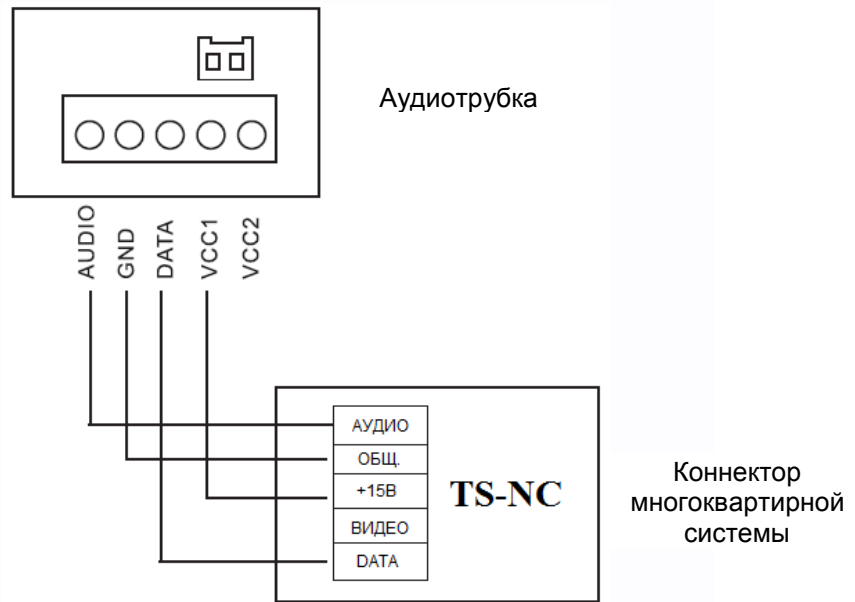 Аудиотрубка
AUDIO
GND
DATA
VCC1
VCC2
АУДИО
ОБЩ.
+15В
ВИДЕО
DATA
TS-NC
Коннектор
многоквартирной
системы